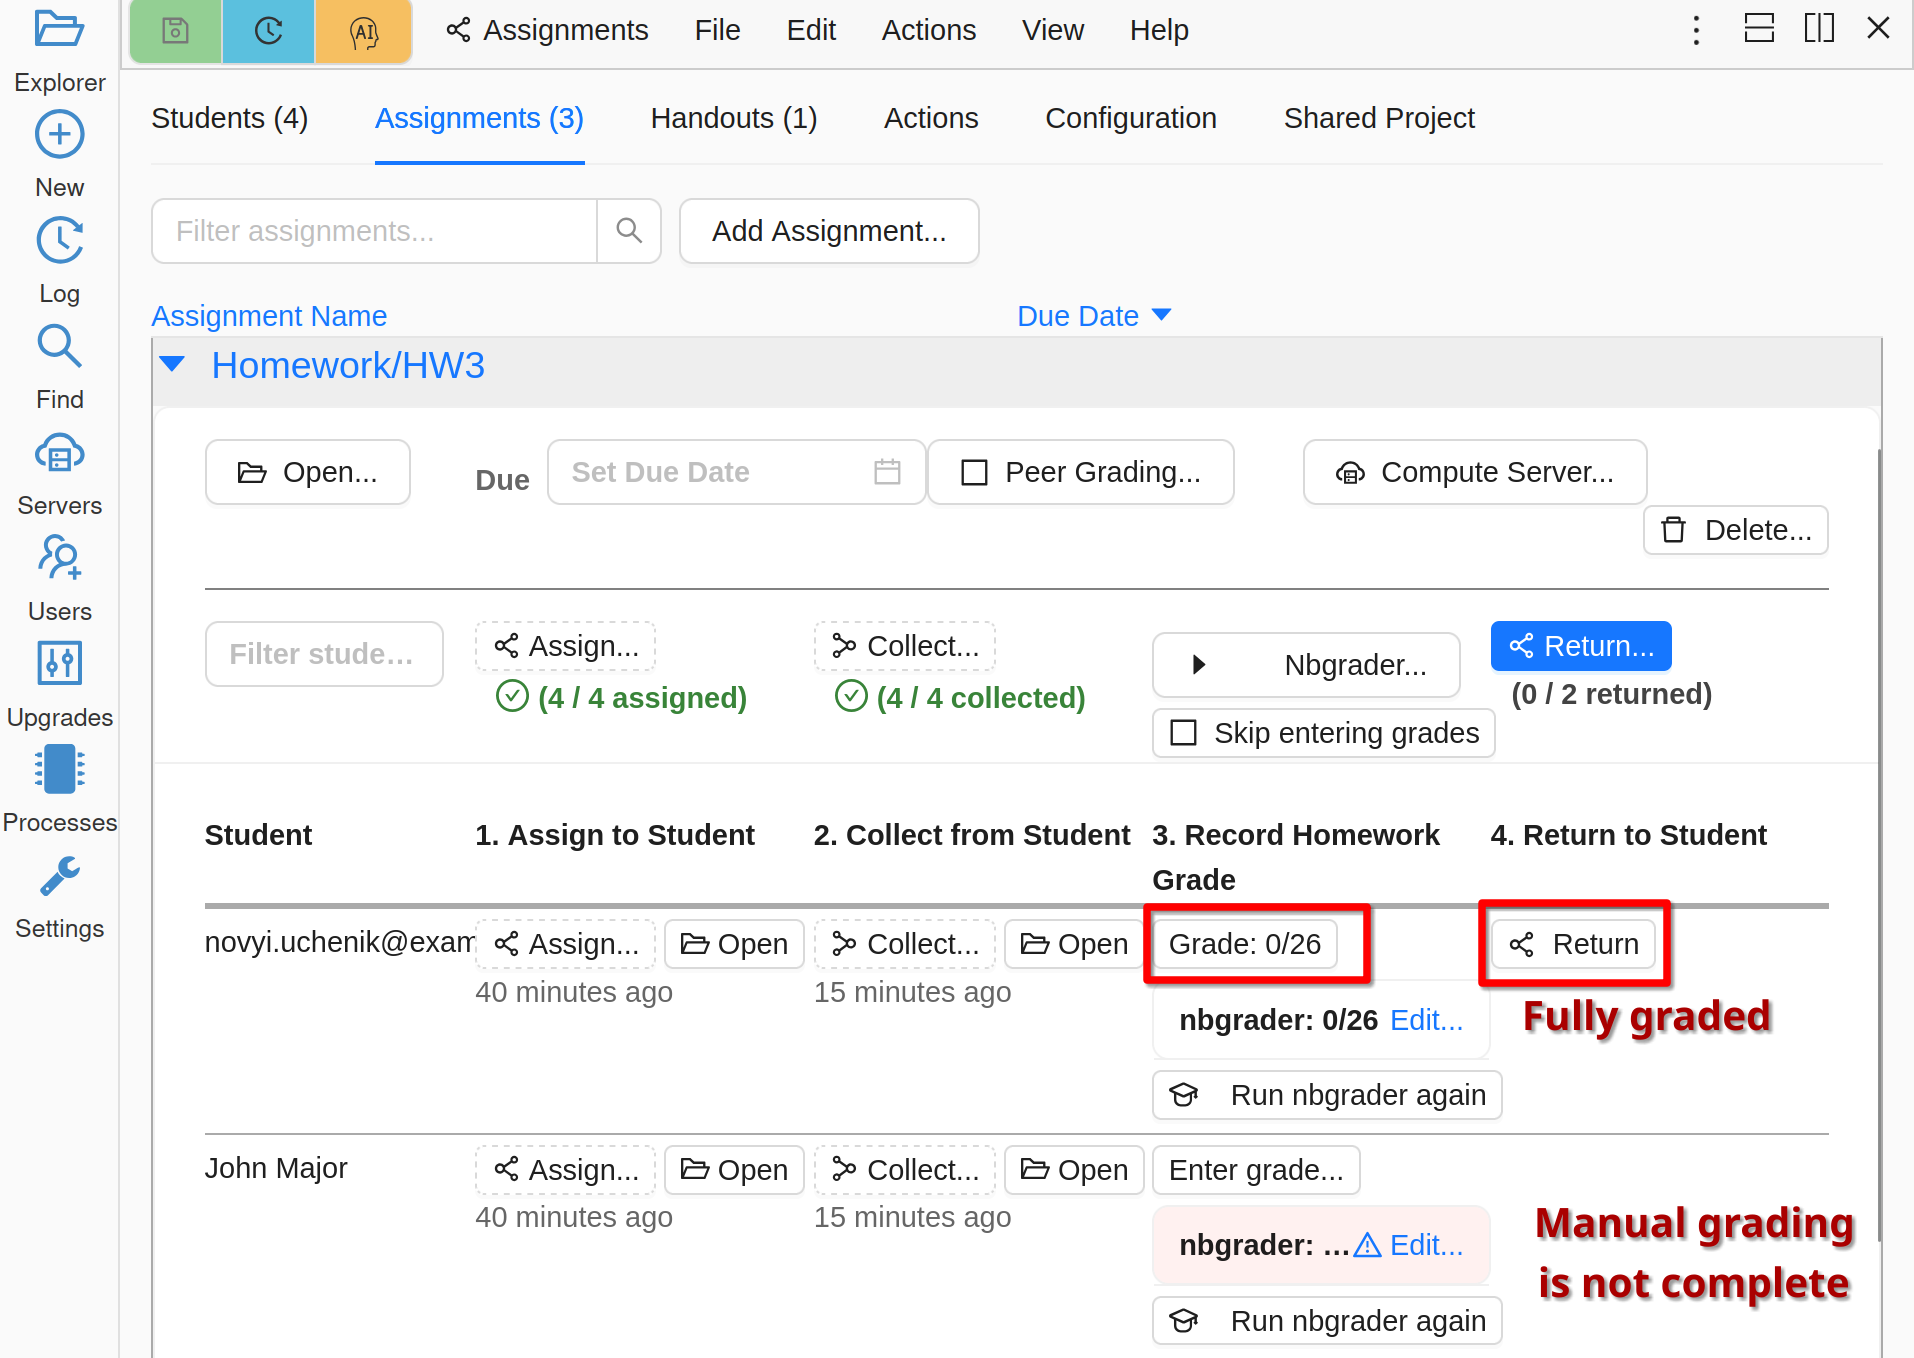 AI
Assignments File Edit Actions View Help
Explorer
New
Log
Find
Servers
Users
Upgrades
Processes
Settings
Students (4) Assignments (3) Handouts (1) Actions Configuration Shared Project
Filter assignments... Add Assignment...
Assignment Name Due Date
Homework/HW3
Open... Due Set Due Date Peer Grading... Compute Server...
Delete...
Filter stude... Assign... Collect... Nbgrader... Return...
(4 / 4 assigned) (4 / 4 collected) (0 / 2 returned)
Skip entering grades
Student 1. Assign to Student 2. Collect from Student 3. Record Homework Grade 4. Return to Student
novyi.uchenik@exam Assign... Open Collect... Open Grade: 0/26 Return
40 minutes ago 15 minutes ago
nbgrader: 0/26 Edit...
Fully graded
Run nbgrader again
John Major Assign... Open Collect... Open Enter grade...
40 minutes ago 15 minutes ago
nbgrader: ... Edit...
Manual grading
is not complete
Run nbgrader again